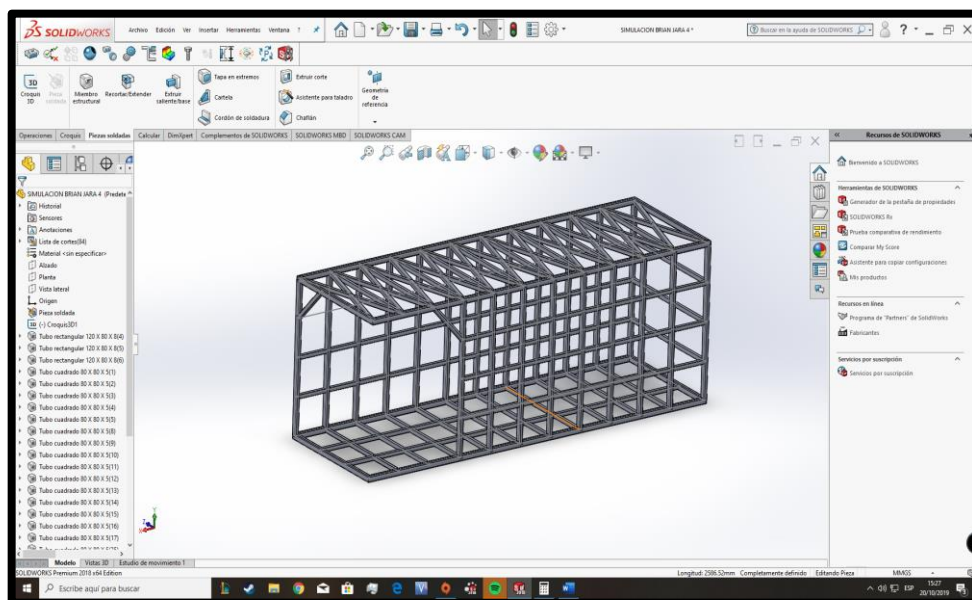 SOLIDWORKS
Archivo Edición Ver Insertar Herramientas Ventana ?
SIMULACION BRIAN JARA 4 *
Buscar en la ayuda de SOLIDWORKS
3D
Croquis 3D
Pieza soldada
Miembro estructural
Recortar/Extender
Extruir saliente/base
Tapa en extremos
Cartela
Cordón de soldadura
Extruir corte
Asistente para taladro
Chaflán
Geometría de referencia
Operaciones Croquis Piezas soldadas Calcular DimXpert Complementos de SOLIDWORKS SOLIDWORKS MBD SOLIDWORKS CAM
SIMULACION BRIAN JARA 4 (Predete
Historial
Sensores
Anotaciones
Lista de cortes(84)
Material <sin especificar>
Alzado
Planta
Vista lateral
Origen
Pieza soldada
(-) Croquis3D1
Tubo rectangular 120 X 80 X 8(4)
Tubo rectangular 120 X 80 X 8(5)
Tubo rectangular 120 X 80 X 8(6)
Tubo cuadrado 80 X 80 X 5(1)
Tubo cuadrado 80 X 80 X 5(2)
Tubo cuadrado 80 X 80 X 5(3)
Tubo cuadrado 80 X 80 X 5(4)
Tubo cuadrado 80 X 80 X 5(5)
Tubo cuadrado 80 X 80 X 5(8)
Tubo cuadrado 80 X 80 X 5(9)
Tubo cuadrado 80 X 80 X 5(10)
Tubo cuadrado 80 X 80 X 5(11)
Tubo cuadrado 80 X 80 X 5(12)
Tubo cuadrado 80 X 80 X 5(13)
Tubo cuadrado 80 X 80 X 5(14)
Tubo cuadrado 80 X 80 X 5(15)
Tubo cuadrado 80 X 80 X 5(16)
Tubo cuadrado 80 X 80 X 5(17)
Recursos de SOLIDWORKS
Bienvenido a SOLIDWORKS
Herramientas de SOLIDWORKS
Generador de la pestaña de propiedades
SOLIDWORKS Rx
Prueba comparativa de rendimiento
Comparar My Score
Asistente para copiar configuraciones
Mis productos
Recursos en línea
Programa de "Partners" de SolidWorks
Fabricantes
Servicios por suscripción
Servicios por suscripción
Modelo Vistas 3D Estudio de movimiento 1
SOLIDWORKS Premium 2018 x64 Edition
Longitud: 2586.52mm Completamente definido Editando Pieza MMGS
Escribe aquí para buscar
ESP
15:27
20/10/2019